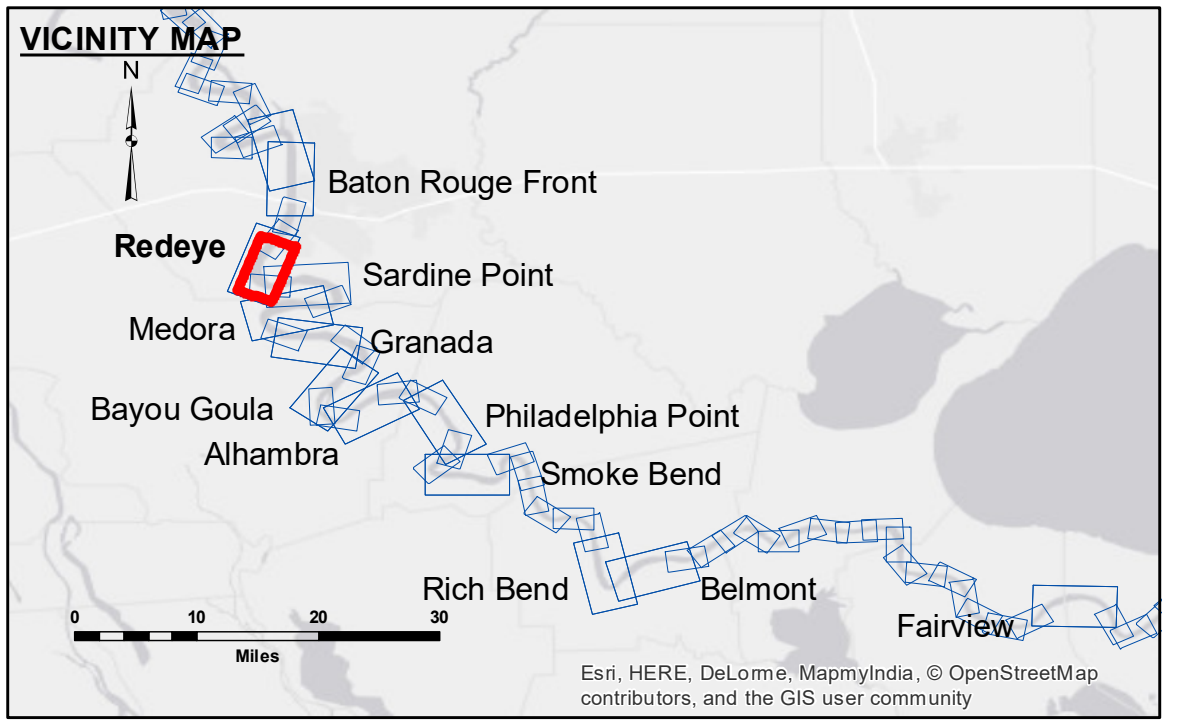 VICINITY MAP
N
Baton Rouge Front
Redeye
Sardine Point
Medora
Granada
Bayou Goula
Philadelphia Point
Alhambra
Smoke Bend
Rich Bend
Belmont
Fairview
0 10 20 30
Miles
Esri, HERE, DeLorme, MapmyIndia, © OpenStreetMap
contributors, and the GIS user community